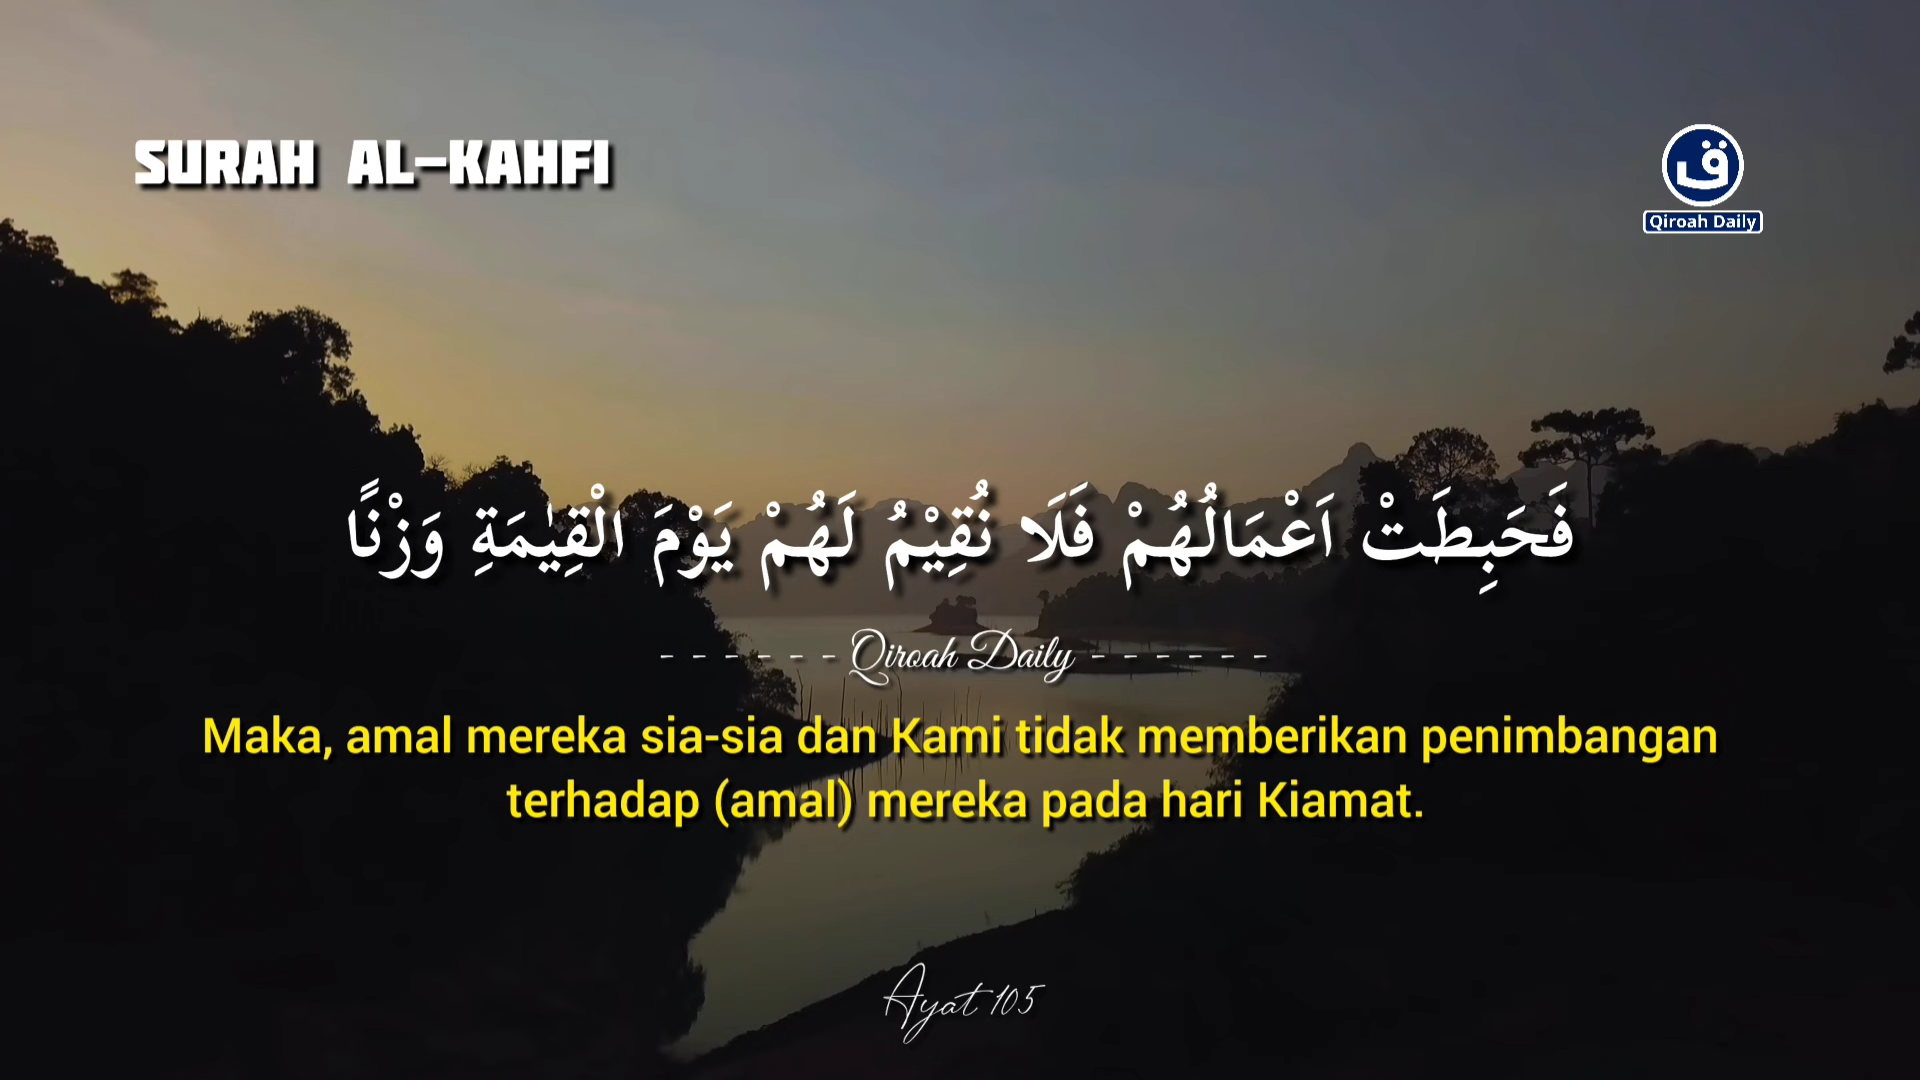 SURAH AL-KAHFI
ق
Qiroah Daily
فَحَبِطَتْ اَعْمَالُهُمْ فَلَا نُقِيْمُ لَهُمْ يَوْمَ الْقِيٰمَةِ وَزْنًا
- - - - - - Qiroah Daily - - - - - -
Maka, amal mereka sia-sia dan Kami tidak memberikan penimbangan
terhadap (amal) mereka pada hari Kiamat.
Ayat 105